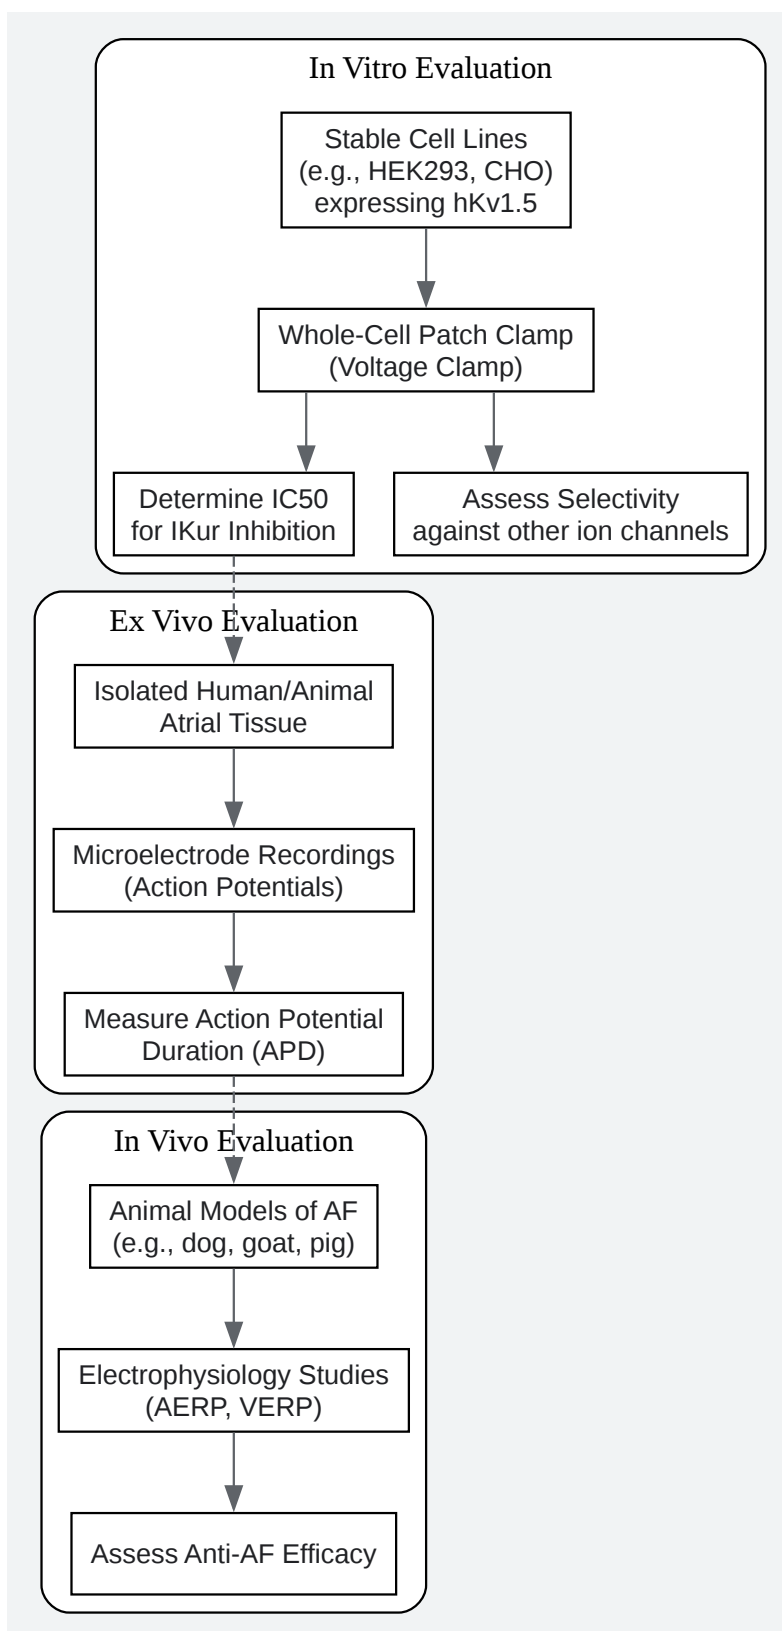 In Vitro Evaluation
Stable Cell Lines
(e.g., HEK293, CHO)
expressing hKv1.5
Whole-Cell Patch Clamp
(Voltage Clamp)
Determine IC50
for IKur Inhibition
Assess Selectivity
against other ion channels
Ex Vivo Evaluation
Isolated Human/Animal
Atrial Tissue
Microelectrode Recordings
(Action Potentials)
Measure Action Potential
Duration (APD)
In Vivo Evaluation
Animal Models of AF
(e.g., dog, goat, pig)
Electrophysiology Studies
(AERP, VERP)
Assess Anti-AF Efficacy